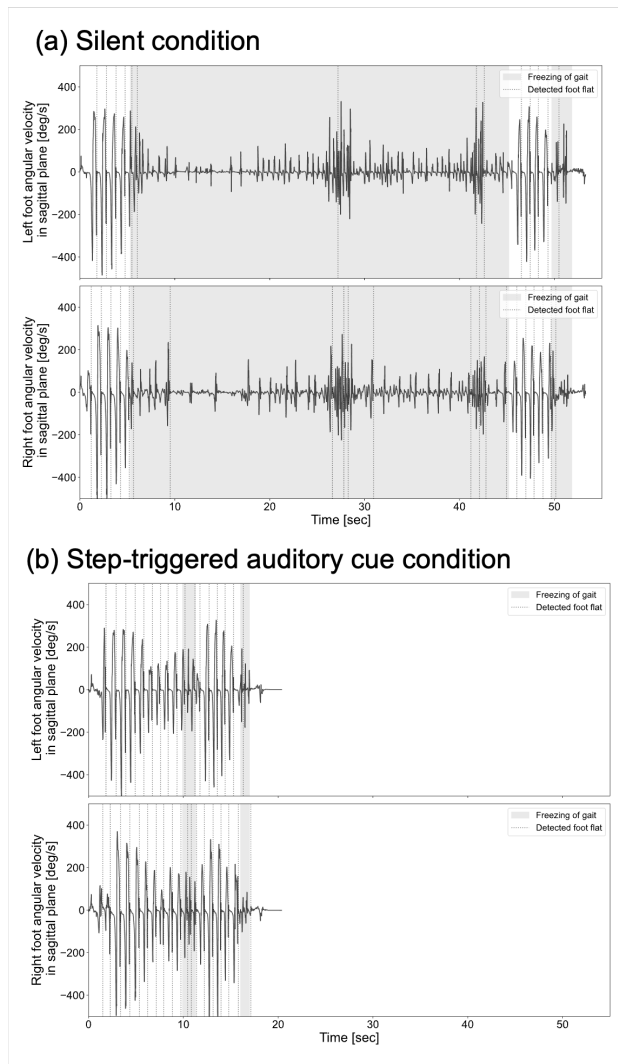 (a) Silent condition
Left foot angular velocity
in sagittal plane [deg/s]
400
200
0
−200
−400
Freezing of gait
Detected foot flat
Right foot angular velocity
in sagittal plane [deg/s]
400
200
0
−200
−400
Freezing of gait
Detected foot flat
0 10 20 30 40 50
Time [sec]
(b) Step-triggered auditory cue condition
Left foot angular velocity
in sagittal plane [deg/s]
400
200
0
−200
−400
Freezing of gait
Detected foot flat
Right foot angular velocity
in sagittal plane [deg/s]
400
200
0
−200
−400
Freezing of gait
Detected foot flat
0 10 20 30 40 50
Time [sec]